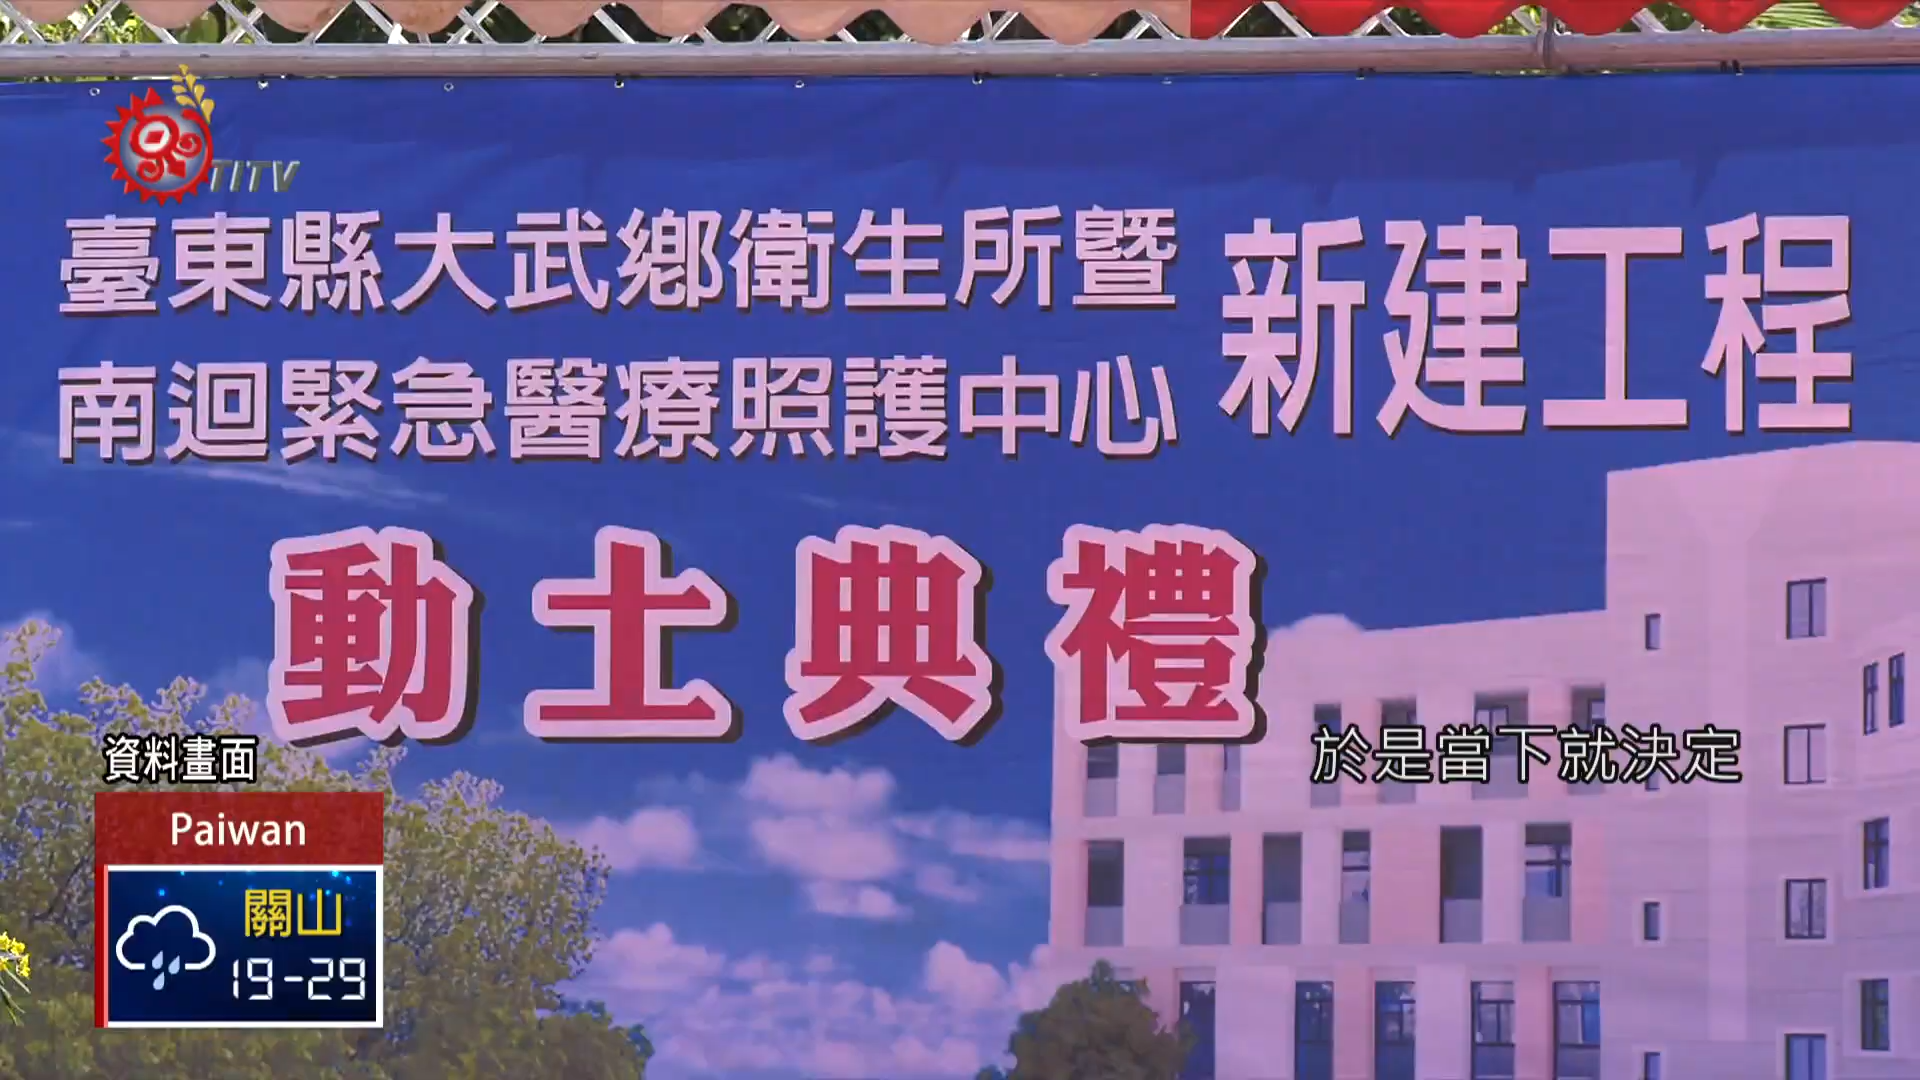 TITV
臺東縣大武鄉衛生所暨
南迴緊急醫療照護中心
新建工程
動土典禮
資料畫面
於是當下就決定
Paiwan
關山
19-29